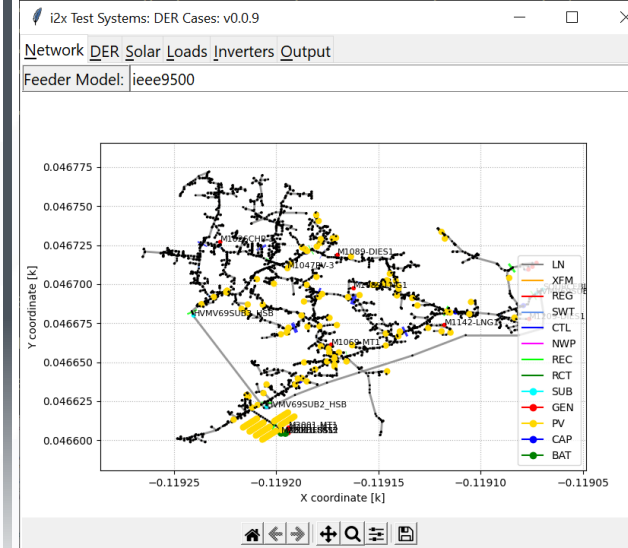 i2x Test Systems: DER Cases: v0.0.9
Network DER Solar Loads Inverters Output
Feeder Model: ieee9500
0.046775
0.046750
0.046725
0.046700
0.046675
0.046650
0.046625
0.046600
Y coordinate [k]
M1089-DIES1
M1047PV-3
HVMV69SUB3_HSB
M1142-LNG1
M1069-MT1
HVMV69SUB2_HSB
M2001-MT1
LN
XFM
REG
SWT
CTL
NWP
REC
RCT
SUB
GEN
PV
CAP
BAT
−0.11925
−0.11920
−0.11915
−0.11910
−0.11905
X coordinate [k]